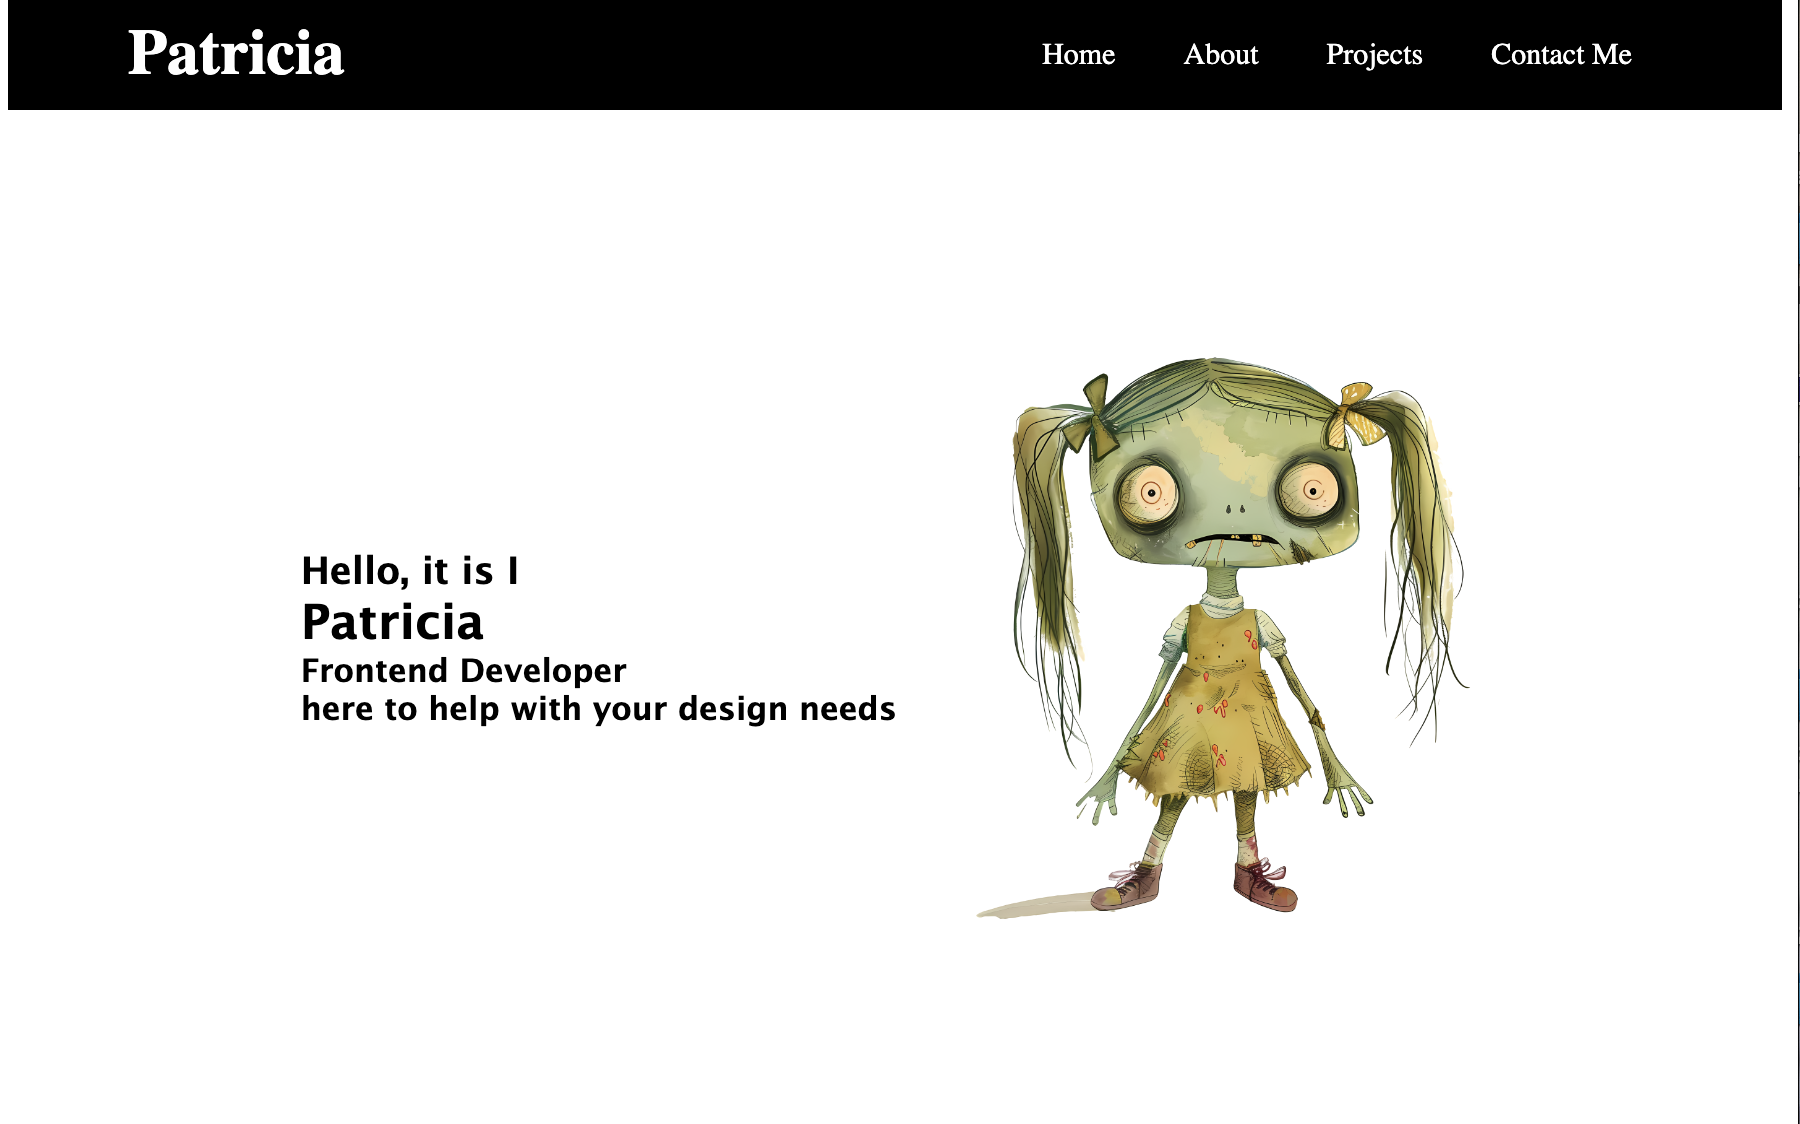 Patricia
Home About Projects Contact Me
Hello, it is I
Patricia
Frontend Developer
here to help with your design needs